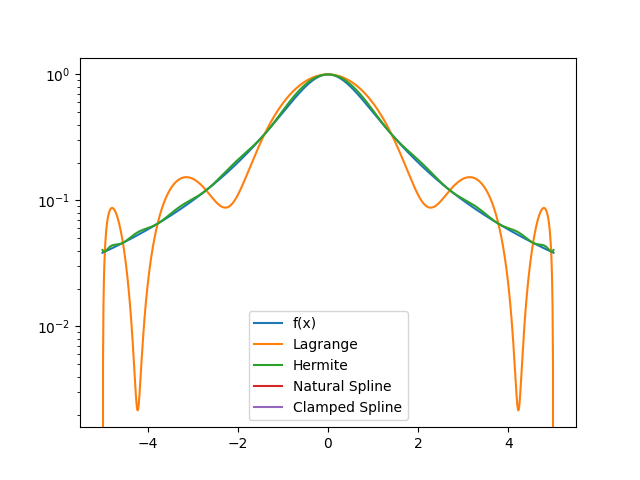 10⁰
10⁻¹
10⁻²
−4
−2
0
2
4
f(x)
Lagrange
Hermite
Natural Spline
Clamped Spline